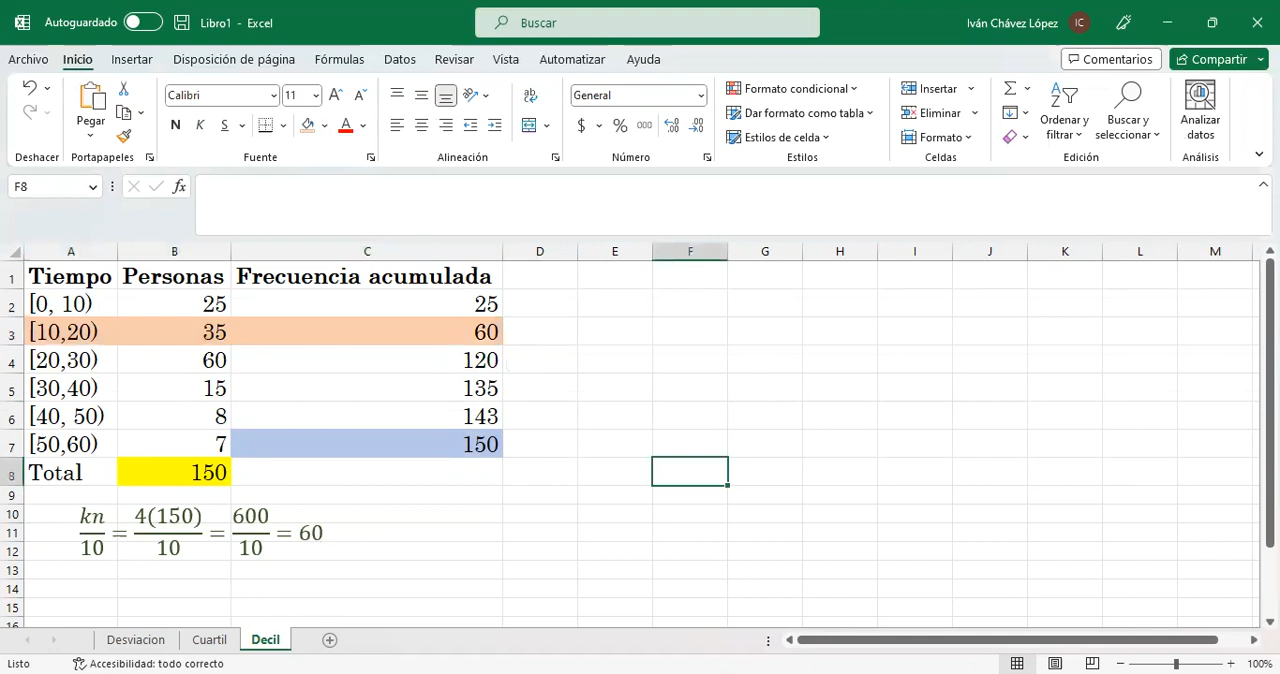 Autoguardado Libro1 - Excel Buscar Iván Chávez López IC
Archivo Inicio Insertar Disposición de página Fórmulas Datos Revisar Vista Automatizar Ayuda Comentarios Compartir
Pegar Calibri 11 General Formato condicional Insertar
Dar formato como tabla Eliminar Ordenar y filtrar Buscar y seleccionar Analizar datos
N K S $ % 000 Estilos de celda Formato
Deshacer Portapapeles Fuente Alineación Número Estilos Celdas Edición Análisis
F8 fx
A B C D E F G H I J K L M
1 Tiempo Personas Frecuencia acumulada
2 [0, 10) 25 25
3 [10,20) 35 60
4 [20,30) 60 120
5 [30,40) 15 135
6 [40, 50) 8 143
7 [50,60) 7 150
8 Total 150
9
10
11
12
13
14
15
16
kn/10 = 4(150)/10 = 600/10 = 60
Desviacion Cuartil Decil
Listo Accesibilidad: todo correcto 100%